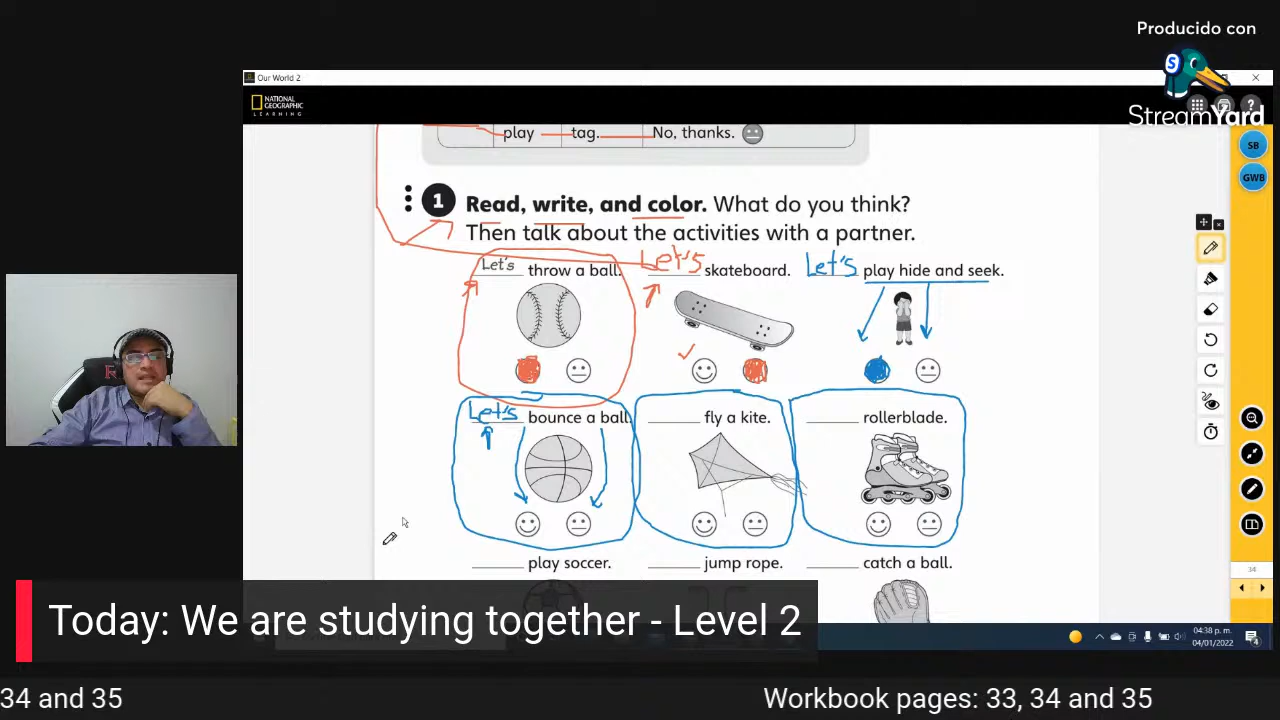 Producido con
StreamYard
Our World 2
NATIONAL
GEOGRAPHIC
LEARNING
SB
GWB
play tag. No, thanks.
1 Read, write, and color. What do you think?
Then talk about the activities with a partner.
Let's throw a ball. Let's skateboard. Let's play hide and seek.
Let's bounce a ball. fly a kite. rollerblade.
play soccer. jump rope. catch a ball.
34
Today: We are studying together - Level 2
04:38 p. m.
04/01/2022
34 and 35 Workbook pages: 33, 34 and 35